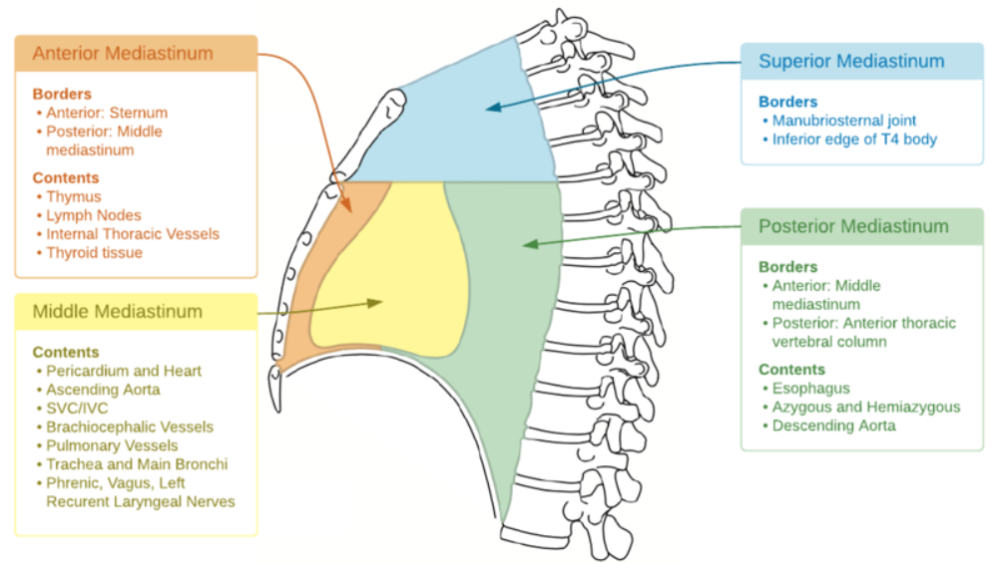 Anterior Mediastinum
Borders
• Anterior: Sternum
• Posterior: Middle
mediastinum
Contents
• Thymus
• Lymph Nodes
• Internal Thoracic Vessels
• Thyroid tissue
Middle Mediastinum
Contents
• Pericardium and Heart
• Ascending Aorta
• SVC/IVC
• Brachiocephalic Vessels
• Pulmonary Vessels
• Trachea and Main Bronchi
• Phrenic, Vagus, Left
Recurent Laryngeal Nerves
Superior Mediastinum
Borders
• Manubriosternal joint
• Inferior edge of T4 body
Posterior Mediastinum
Borders
• Anterior: Middle
mediastinum
• Posterior: Anterior thoracic
vertebral column
Contents
• Esophagus
• Azygous and Hemiazygous
• Descending Aorta